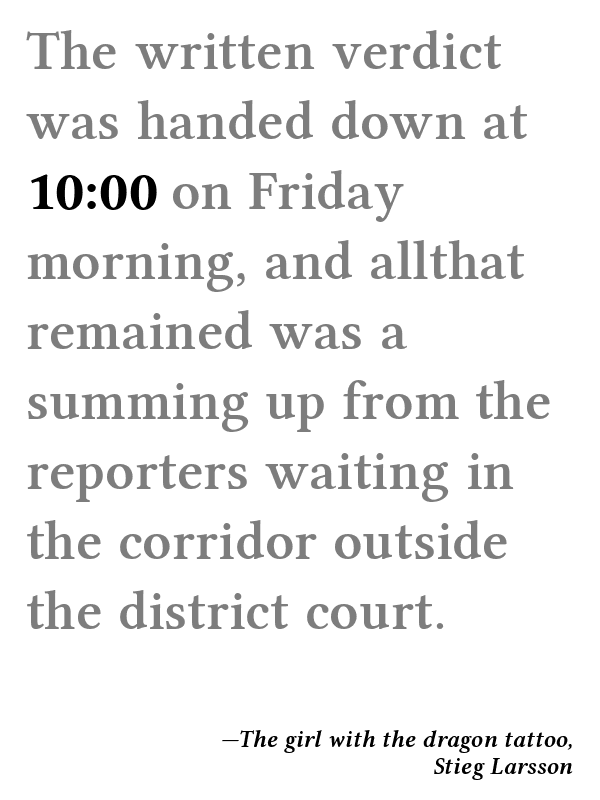 The written verdict
was handed down at
10:00 on Friday
morning, and allthat
remained was a
summing up from the
reporters waiting in
the corridor outside
the district court.
—The girl with the dragon tattoo,
Stieg Larsson